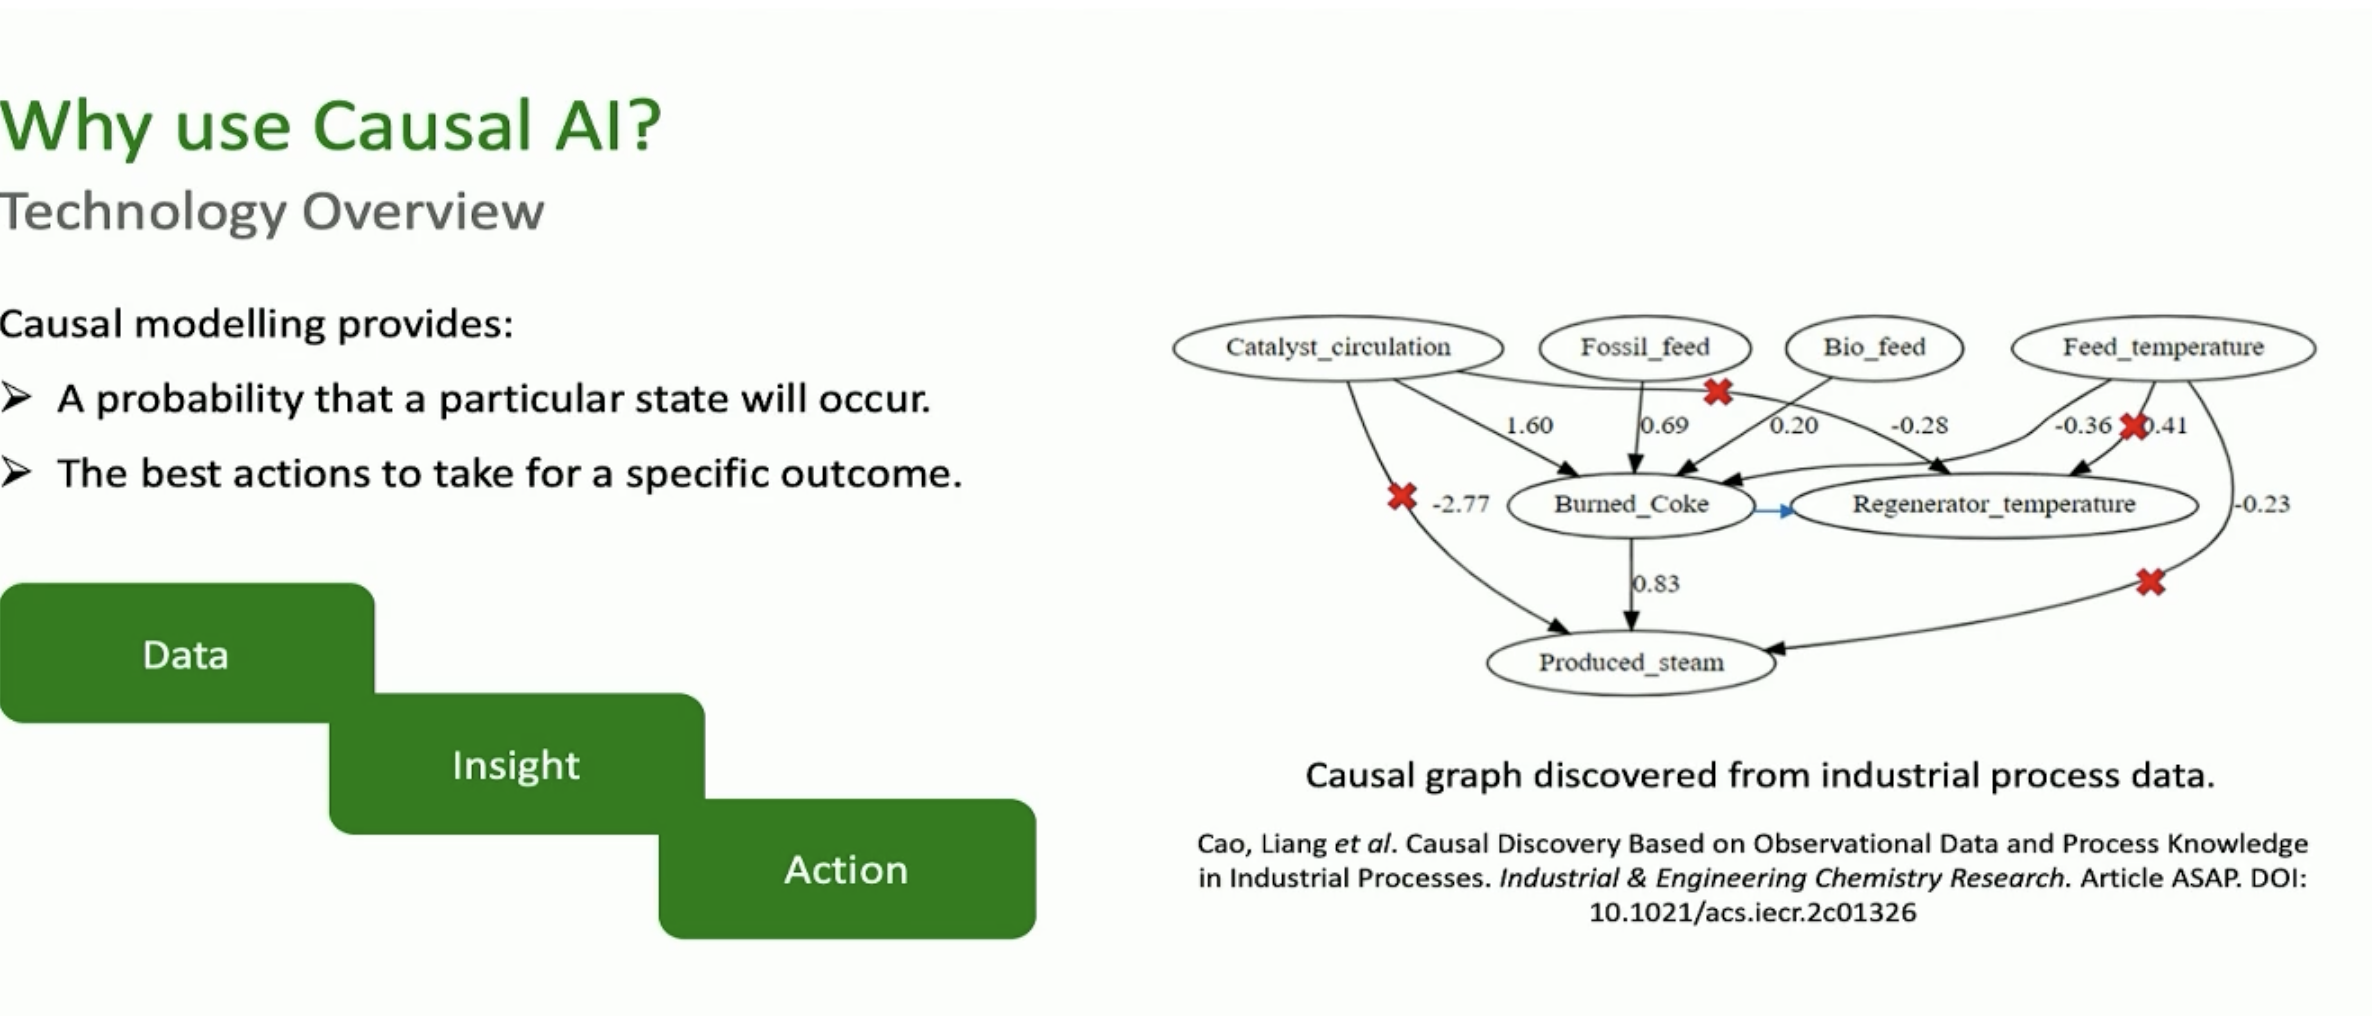 Why use Causal AI?
Technology Overview
Causal modelling provides:
➢ A probability that a particular state will occur.
➢ The best actions to take for a specific outcome.
Data
Insight
Action
Catalyst_circulation
Fossil_feed
Bio_feed
Feed_temperature
1.60
0.69
0.20
-0.28
-0.36
0.41
-2.77
Burned_Coke
Regenerator_temperature
-0.23
0.83
Produced_steam
Causal graph discovered from industrial process data.
Cao, Liang et al. Causal Discovery Based on Observational Data and Process Knowledge
in Industrial Processes. Industrial & Engineering Chemistry Research. Article ASAP. DOI:
10.1021/acs.iecr.2c01326